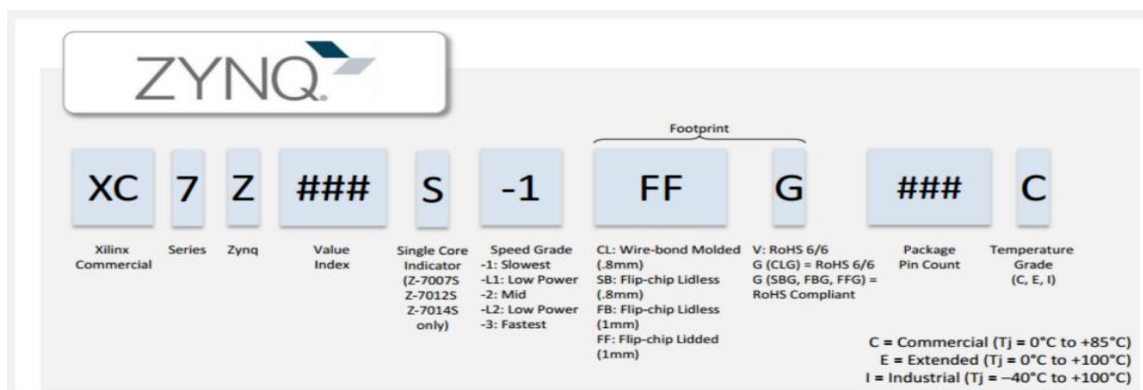 ZYNQ®
Footprint
XC 7 Z ### S -1 FF G ### C
Xilinx
Commercial
Series
Zynq
Value
Index
Single Core
Indicator
(Z-7007S
Z-7012S
Z-7014S
only)
Speed Grade
-1: Slowest
-L1: Low Power
-2: Mid
-L2: Low Power
-3: Fastest
CL: Wire-bond Molded
(.8mm)
SB: Flip-chip Lidless
(.8mm)
FB: Flip-chip Lidless
(1mm)
FF: Flip-chip Lidded
(1mm)
V: RoHS 6/6
G (CLG) = RoHS 6/6
G (SBG, FBG, FFG) =
RoHS Compliant
Package
Pin Count
Temperature
Grade
(C, E, I)
C = Commercial (Tj = 0°C to +85°C)
E = Extended (Tj = 0°C to +100°C)
I = Industrial (Tj = –40°C to +100°C)